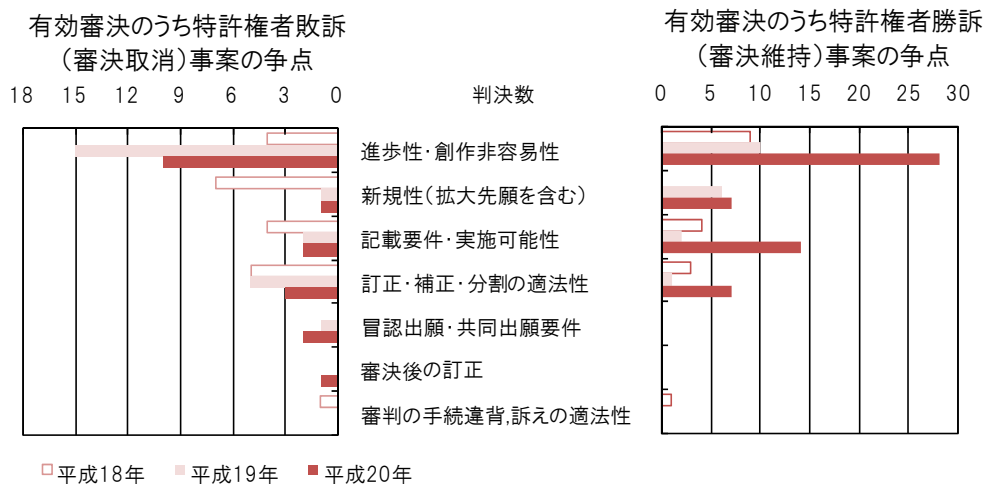 有効審決のうち特許権者敗訴
（審決取消）事案の争点
18 15 12 9 6 3 0
判決数
有効審決のうち特許権者勝訴
（審決維持）事案の争点
0 5 10 15 20 25 30
進歩性・創作非容易性
新規性（拡大先願を含む）
記載要件・実施可能性
訂正・補正・分割の適法性
冒認出願・共同出願要件
審決後の訂正
審判の手続違背,訴えの適法性
平成18年 平成19年 平成20年